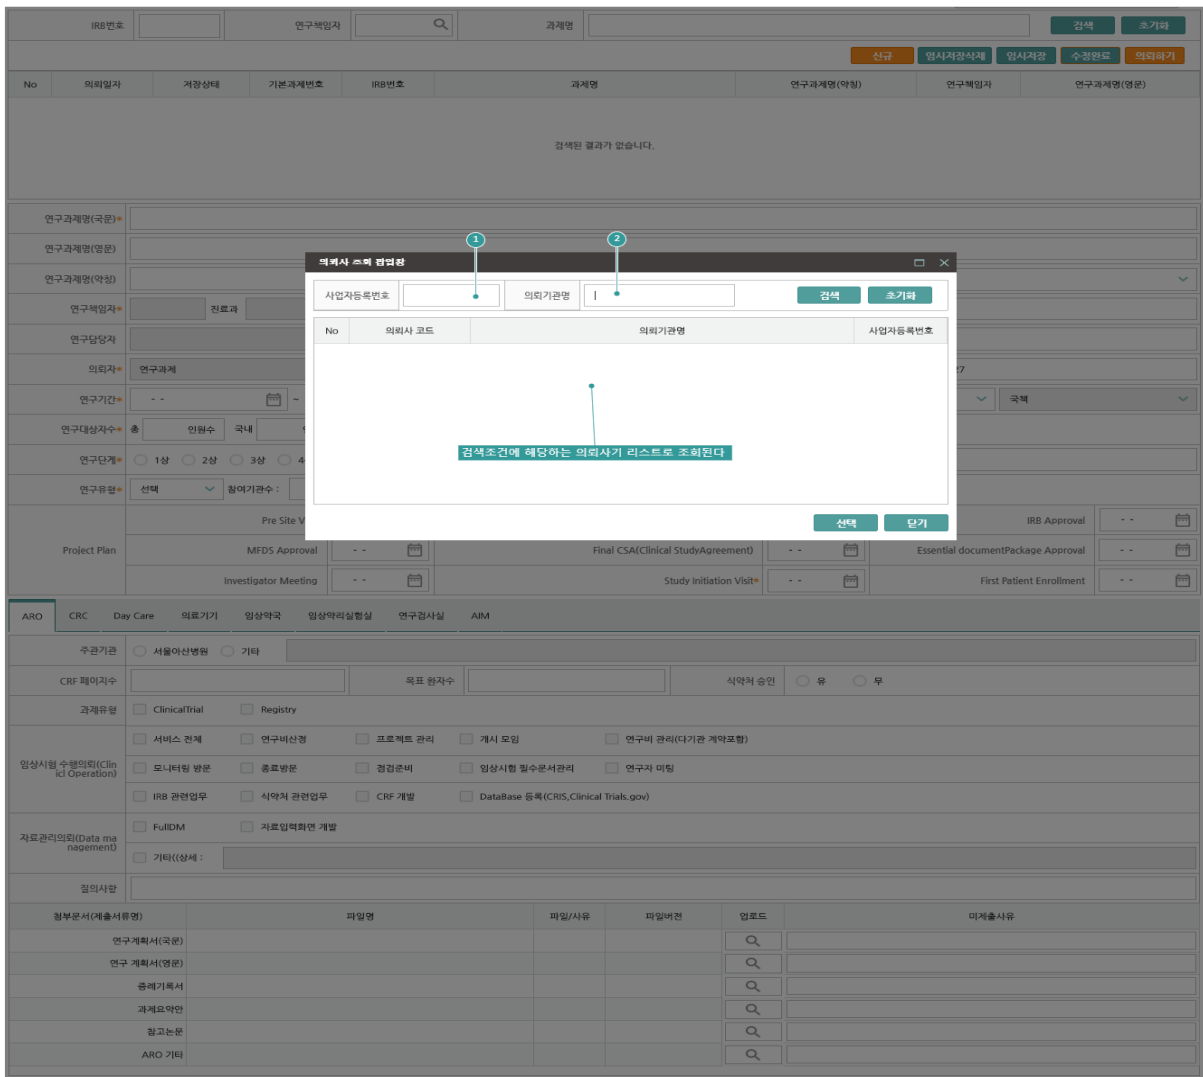 IRB번호 연구책임자 과제명 검색 초기화
신규 임시저장삭제 임시저장 수정완료 의뢰하기
No 의뢰일자 저장상태 기본과제번호 IRB번호 과제명 연구과제명(약칭) 연구책임자 연구과제명(영문)
검색된 결과가 없습니다.
연구과제명(국문)*
연구과제명(영문)
연구과제명(약칭)
연구책임자* 진료과
연구담당자
의뢰자* 연구과제 27
연구기간* - - ~ 국책
연구대상자수* 총 인원수 국내
연구단계* 1상 2상 3상 4
연구유형* 선택 참여기관수 :
1 2
의뢰사 조회 팝업창
사업자등록번호 의뢰기관명 검색 초기화
No 의뢰사 코드 의뢰기관명 사업자등록번호
검색조건에 해당하는 의뢰사기 리스트로 조회된다
선택 닫기
Project Plan
Pre Site V IRB Approval - -
MFDS Approval - - Final CSA(Clinical StudyAgreement) - - Essential documentPackage Approval - -
Investigator Meeting - - Study Initiation Visit* - - First Patient Enrollment - -
ARO CRC Day Care 의료기기 임상약국 임상약리실험실 연구검사실 AIM
주관기관 서울아산병원 기타
CRF 페이지수 목표 환자수 식약처 승인 유 무
과제유형 ClinicalTrial Registry
임상시험 수행의뢰(Clin
icl Operation)
서비스 전체 연구비산정 프로젝트 관리 개시 모임 연구비 관리(다기관 계약포함)
모니터링 방문 종료방문 점검준비 임상시험 필수문서관리 연구자 미팅
IRB 관련업무 식약처 관련업무 CRF 개발 DataBase 등록(CRIS,Clinical Trials.gov)
자료관리의뢰(Data ma
nagement)
FullDM 자료입력화면 개발
기타((상세 :
질의사항
첨부문서(제출서류명) 파일명 파일/사유 파일버전 업로드 미제출사유
연구계획서(국문)
연구 계획서(영문)
증례기록서
과제요약안
참고논문
ARO 기타